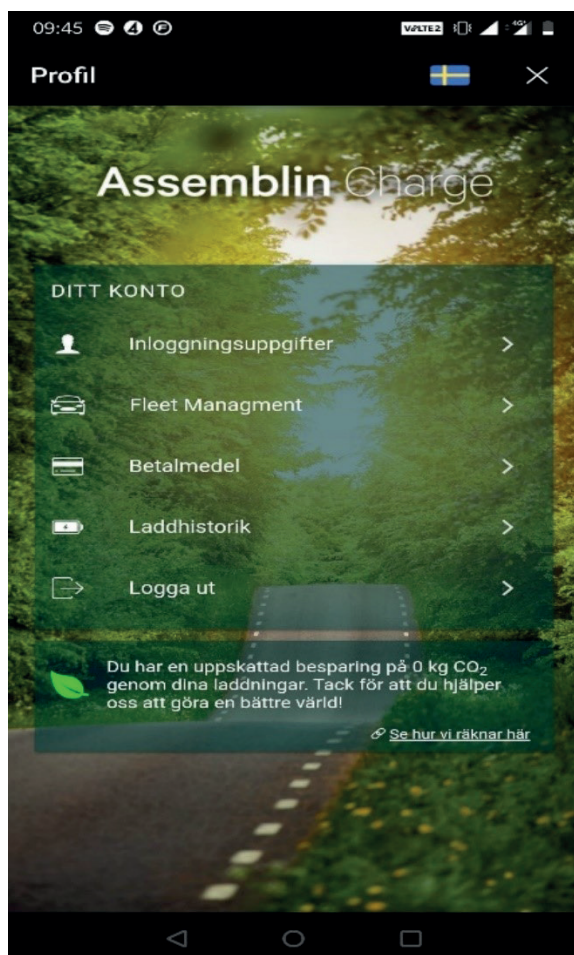 09:45
VoLTE2
4G
Profil
Assemblin Charge
DITT KONTO
Inloggningsuppgifter
Fleet Managment
Betalmedel
Laddhistorik
Logga ut
Du har en uppskattad besparing på 0 kg CO₂
genom dina laddningar. Tack för att du hjälper
oss att göra en bättre värld!
Se hur vi räknar här